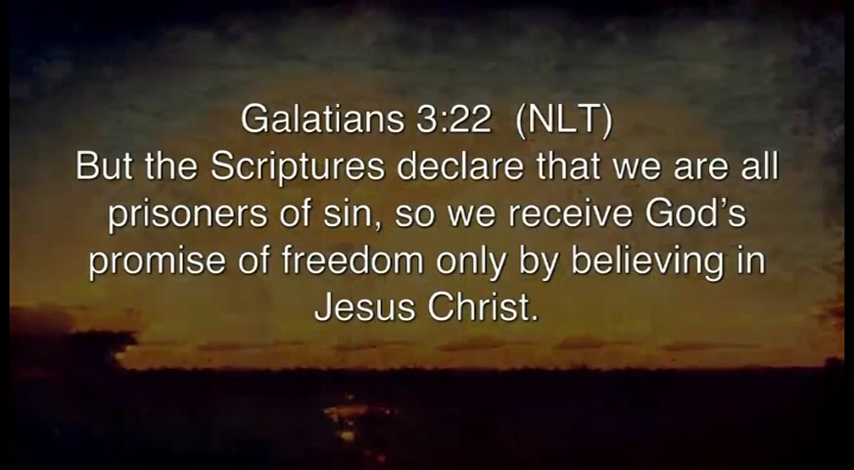 Galatians 3:22  (NLT)
But the Scriptures declare that we are all
prisoners of sin, so we receive God’s
promise of freedom only by believing in
Jesus Christ.